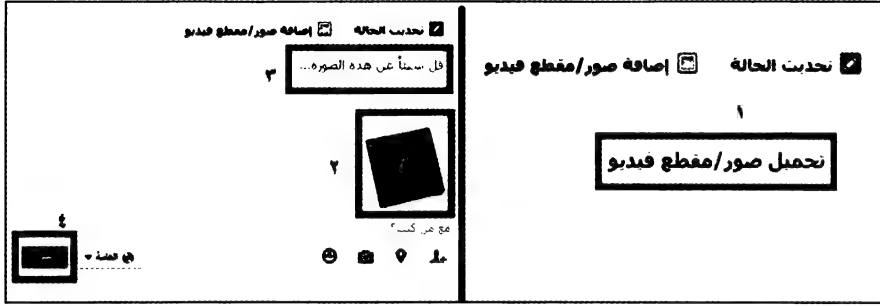 تحديث الحالة إضافة صور/مقطع فيديو
١
تحميل صور/مقطع فيديو
تحديث الحالة إضافة صور/مقطع فيديو
قل شيئاً عن هذه الصورة...
٣
٢
مع من كنت؟
٤
العامة